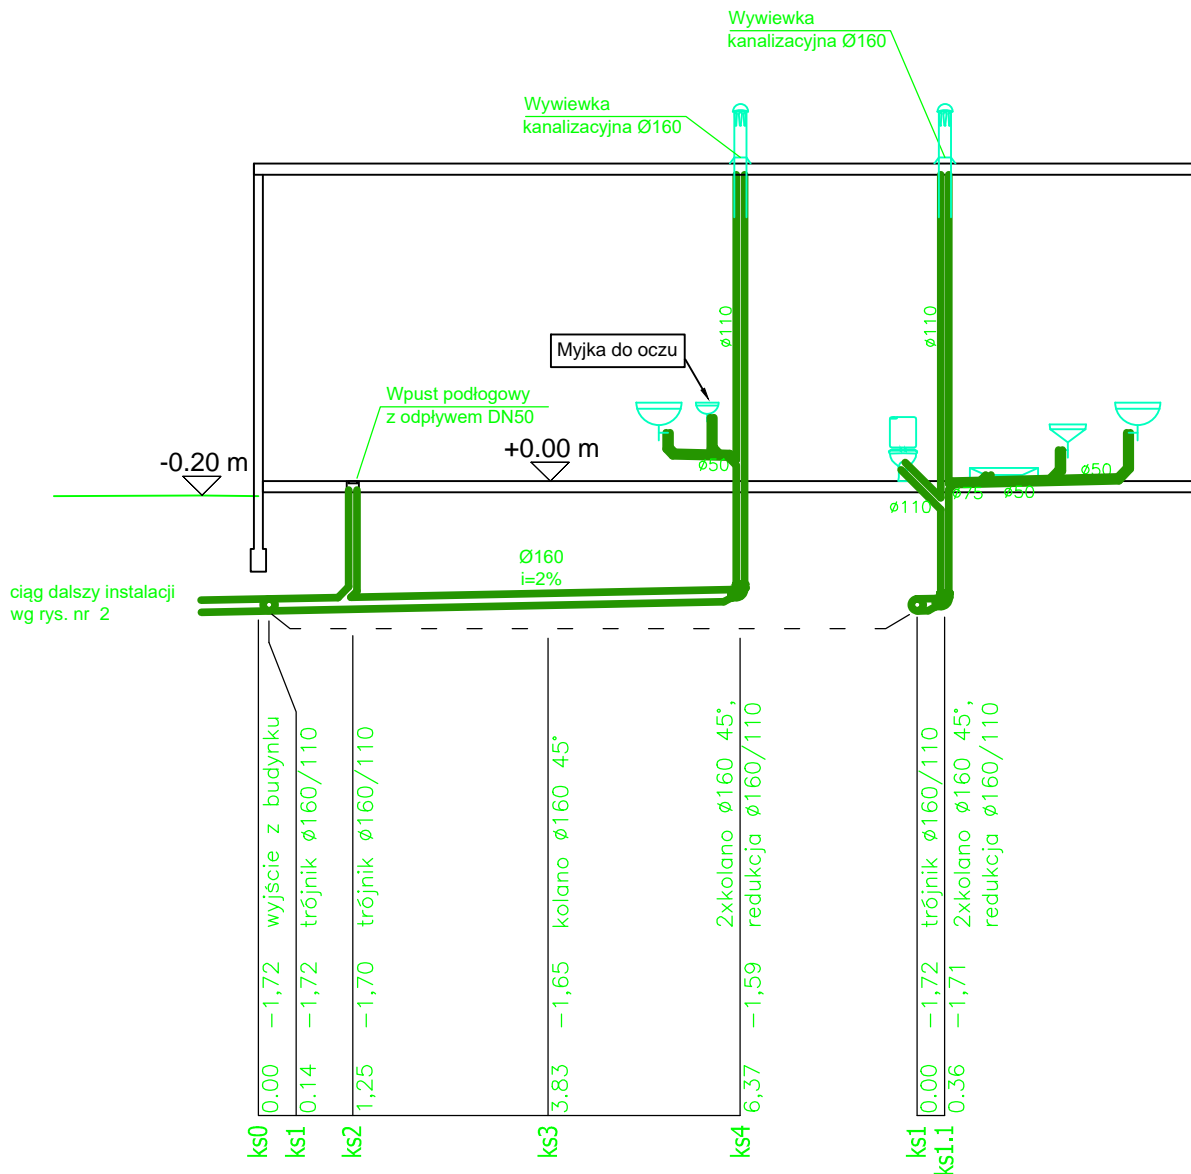 Wywiewka
kanalizacyjna Ø160
Wywiewka
kanalizacyjna Ø160
ø110
ø110
Myjka do oczu
Wpust podłogowy
z odpływem DN50
-0.20 m
+0.00 m
ø50
ø110
ø75
ø50
ø50
Ø160
i=2%
ciąg dalszy instalacji
wg rys. nr 2
0.00 -1,72 wyjście z budynku
0.14 -1,72 trójnik ø160/110
1,25 -1,70 trójnik ø160/110
3.83 -1,65 kolano ø160 45°
2xkolano ø160 45°,
6,37 -1,59 redukcja ø160/110
0.00 -1,72 trójnik ø160/110
0.36 -1,71 2xkolano ø160 45°,
redukcja ø160/110
ks0
ks1
ks2
ks3
ks4
ks1
ks1.1